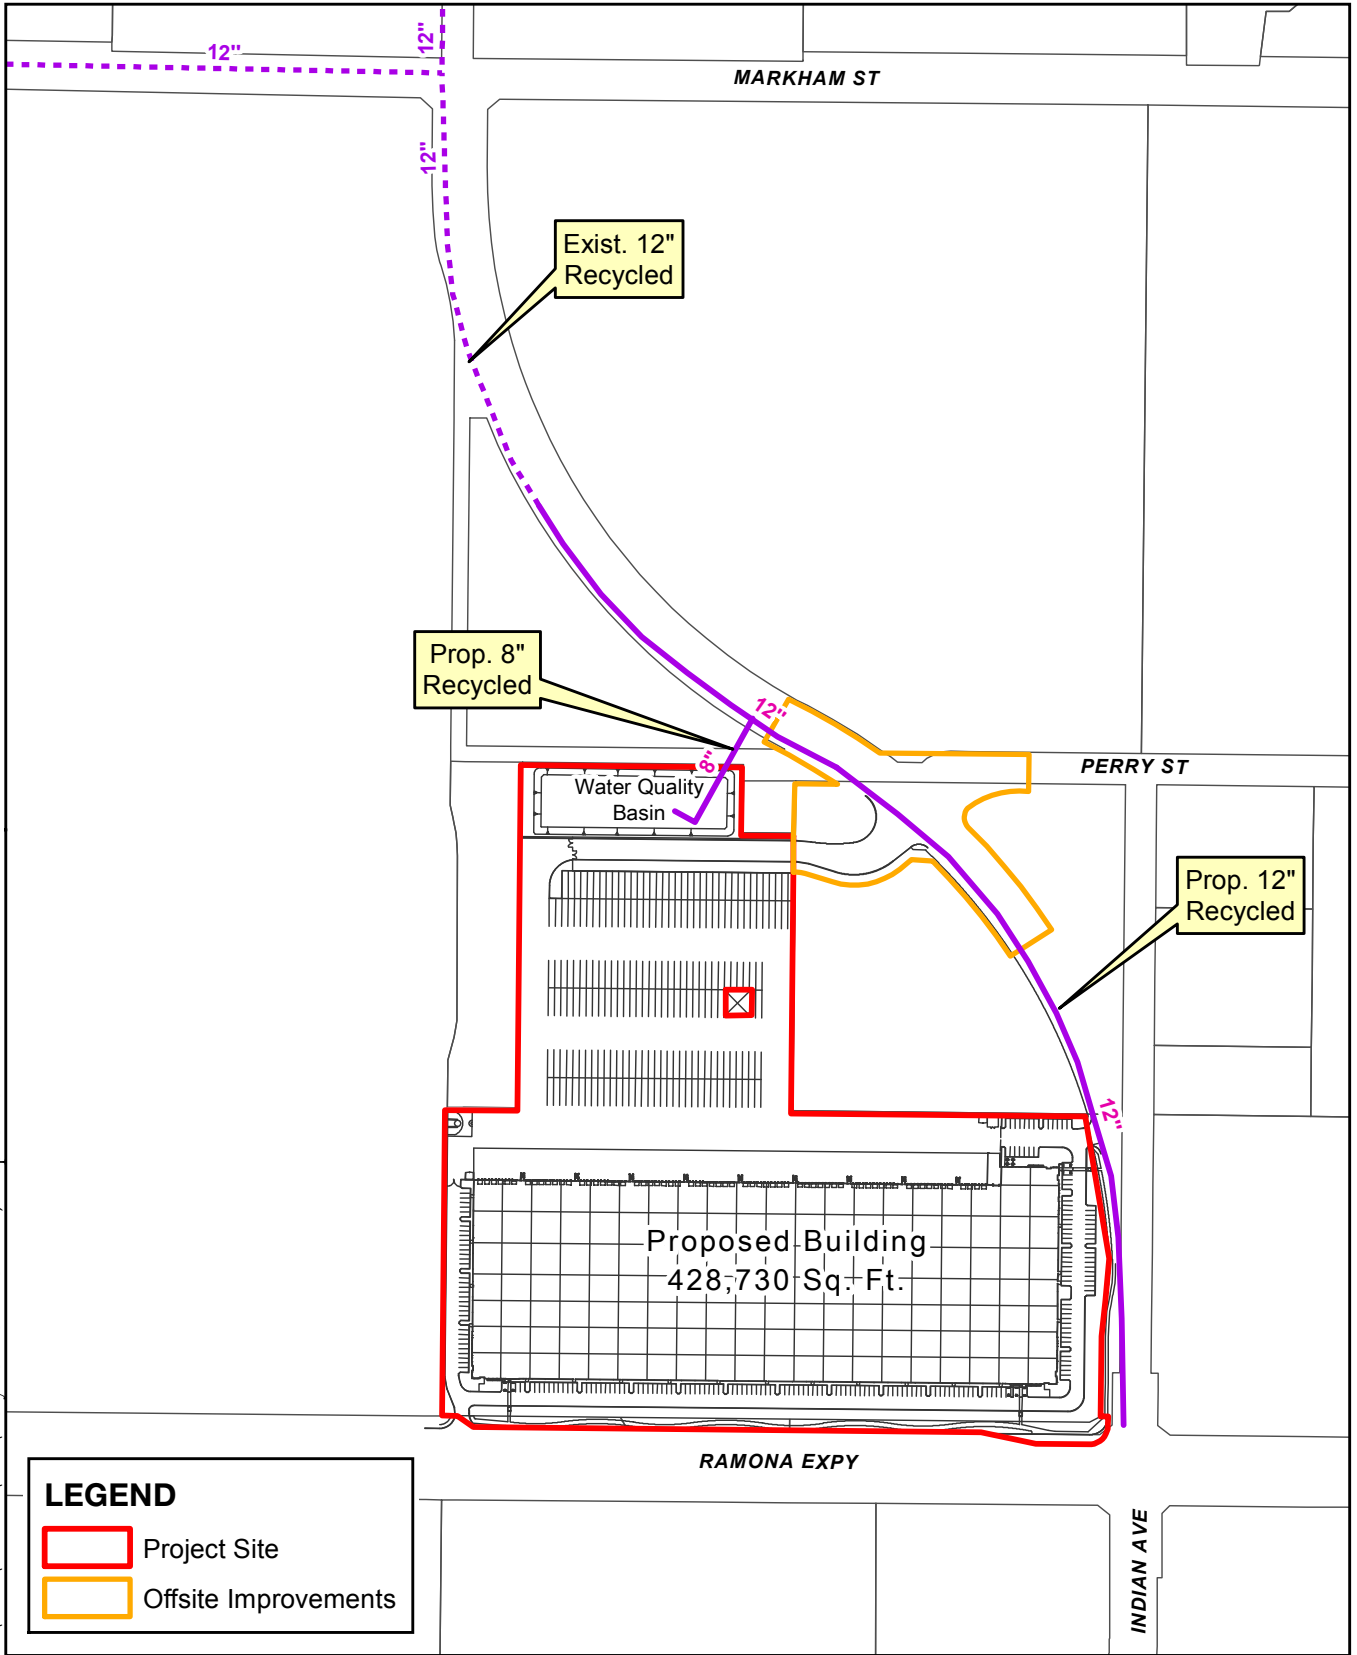 12"
12"
MARKHAM ST
12"
Exist. 12"
Recycled
Prop. 8"
Recycled
12"
8"
PERRY ST
Water Quality
Basin
Prop. 12"
Recycled
12"
Proposed Building
428,730 Sq. Ft.
RAMONA EXPY
INDIAN AVE
LEGEND
Project Site
Offsite Improvements